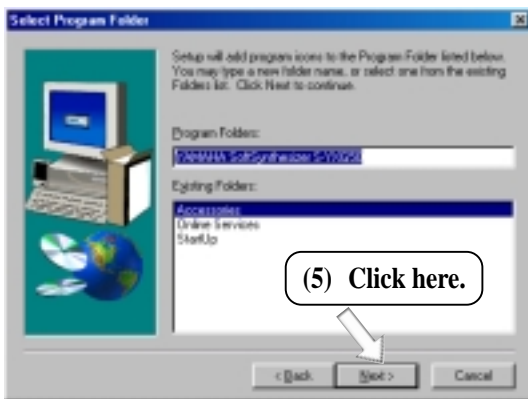 Select Program Folder
Setup will add program icons to the Program Folder listed below.
You may type a new folder name, or select one from the existing
Folders list. Click Next to continue.
Program Folders:
YAMAHA SoftSynthesizer
Existing Folders:
Accessories
Online Services
StartUp
(5) Click here.
< Back
Next >
Cancel